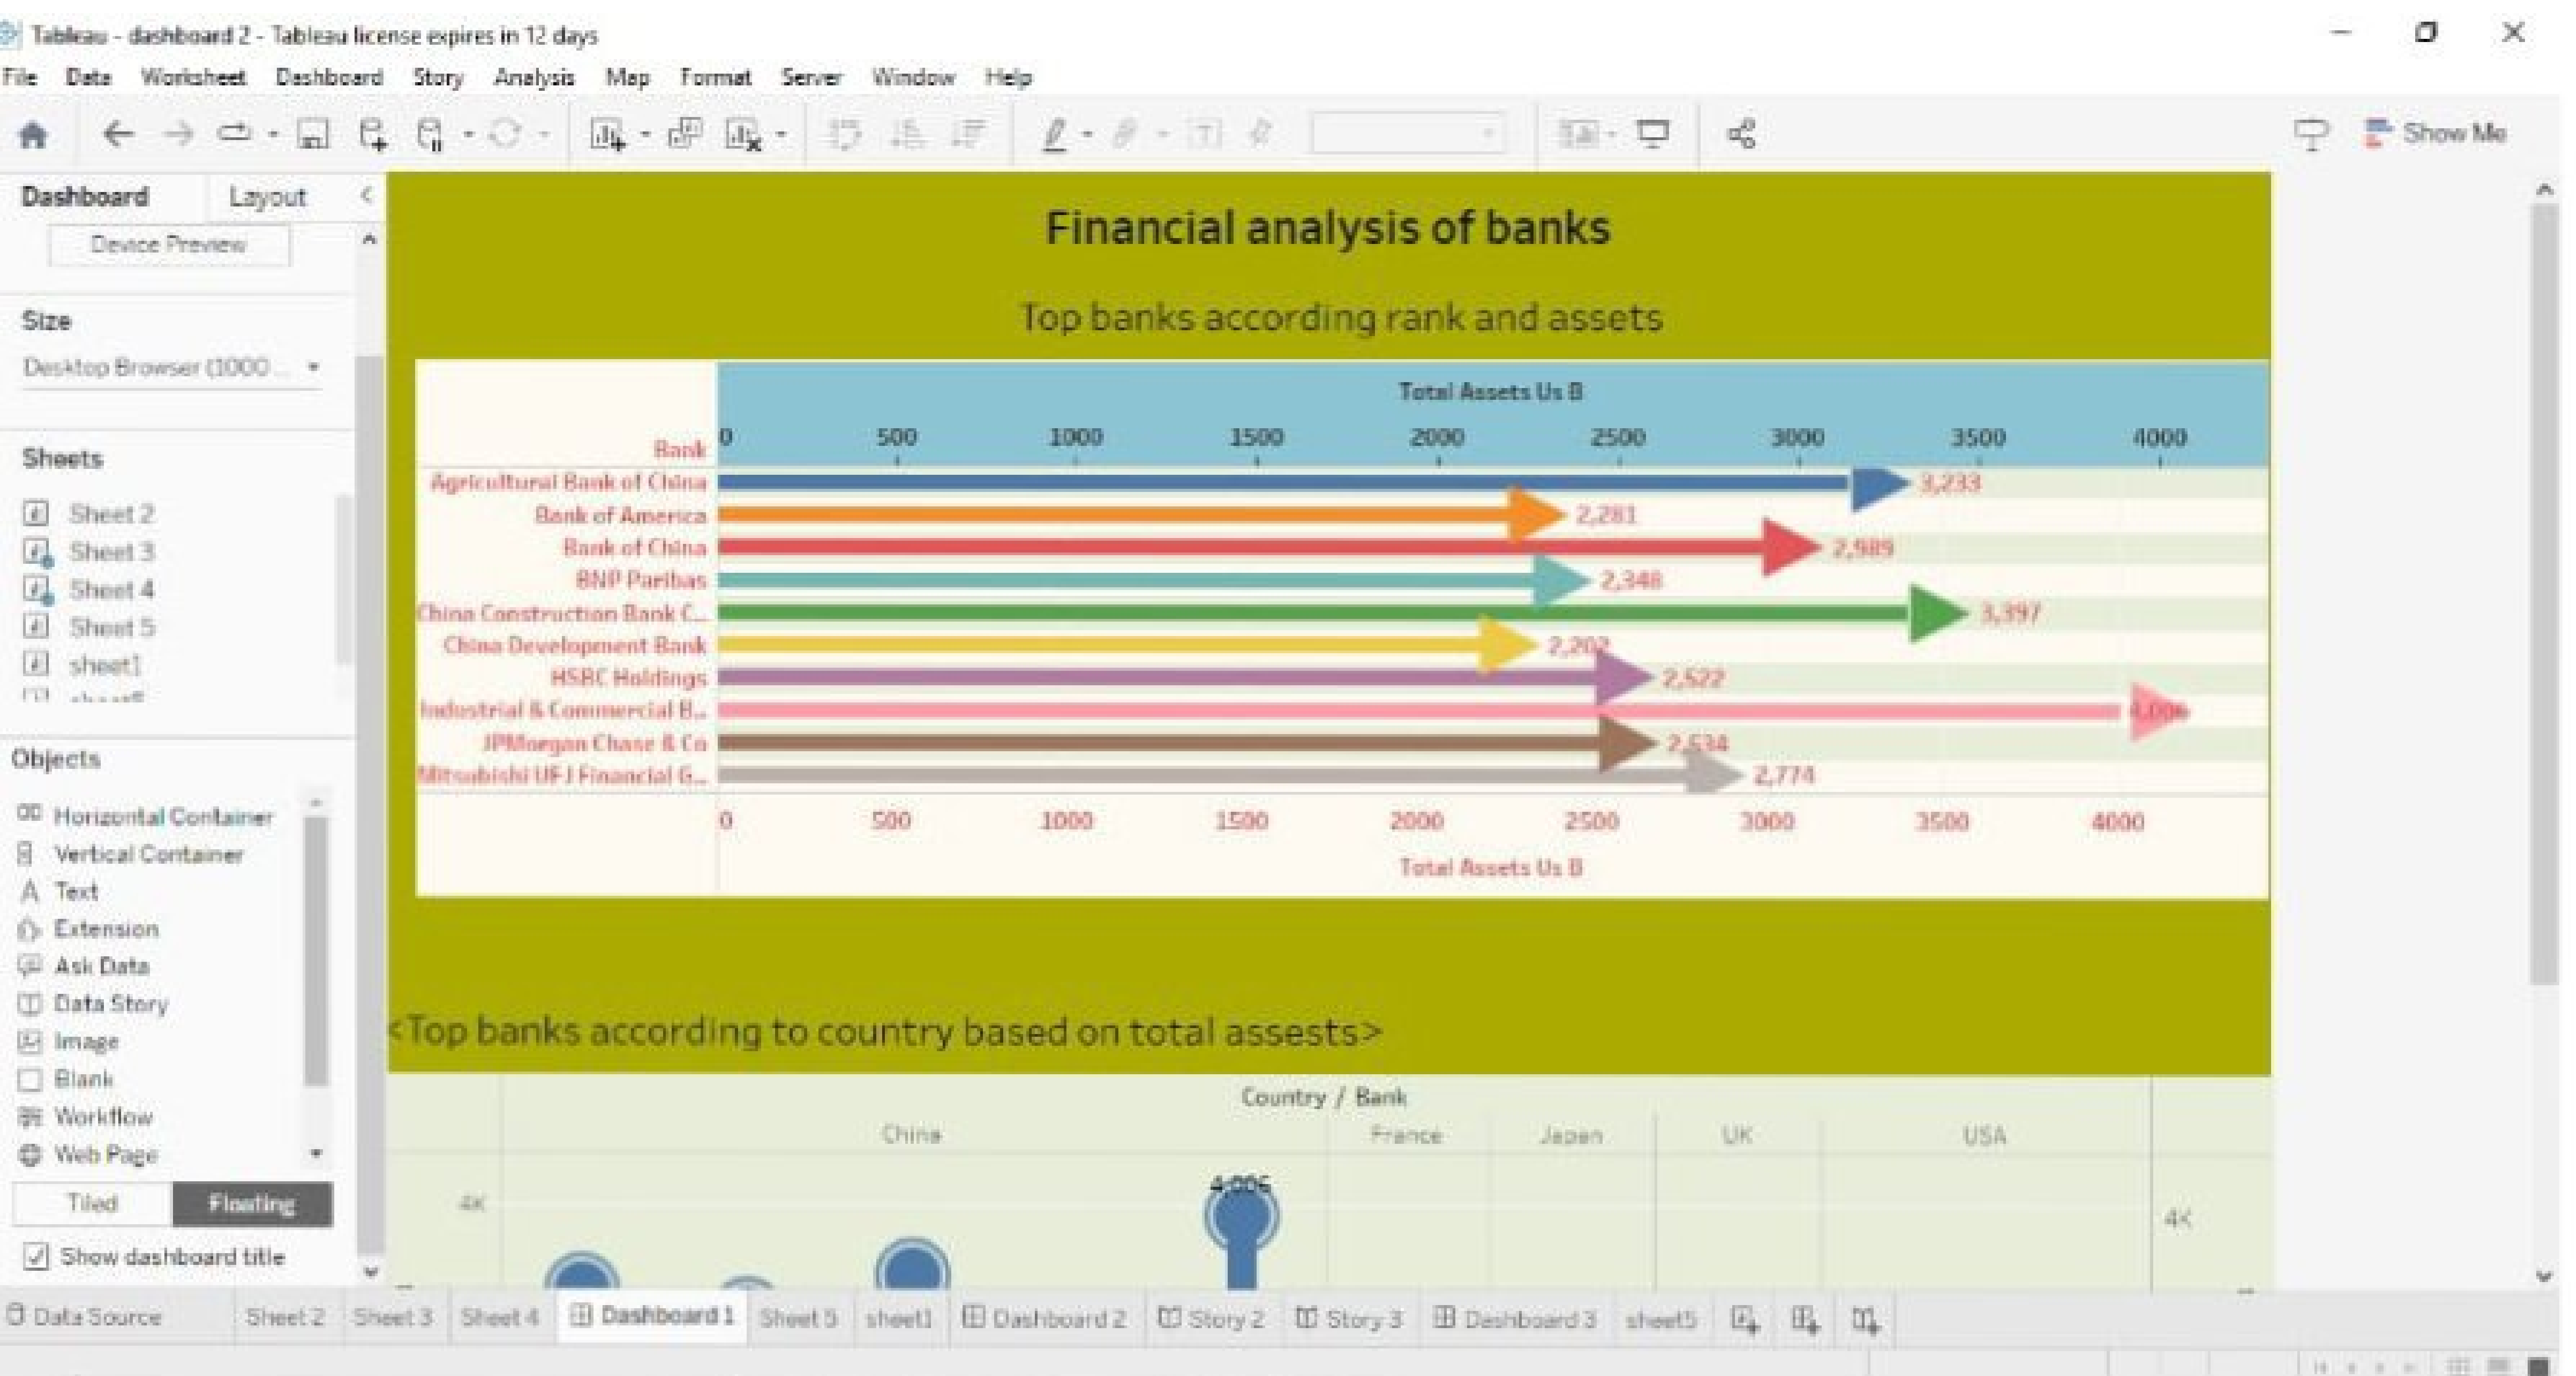 Tableau - dashboard 2 - Tableau license expires in 12 days
File Data Worksheet Dashboard Story Analysis Map Format Server Window Help
Show Me
Dashboard Layout
Device Preview
Size
Desktop Browser (1000 ...
Sheets
Sheet 2
Sheet 3
Sheet 4
Sheet 5
sheet1
Objects
Horizontal Container
Vertical Container
Text
Extension
Ask Data
Data Story
Image
Blank
Workflow
Web Page
Tiled Floating
Show dashboard title
Financial analysis of banks
Top banks according rank and assets
Total Assets Us B
0 500 1000 1500 2000 2500 3000 3500 4000
Bank
Agricultural Bank of China 3,233
Bank of America 2,281
Bank of China 2,989
BNP Paribas 2,348
China Construction Bank C... 3,397
China Development Bank 2,202
HSBC Holdings 2,522
Industrial & Commercial B... 4,006
JPMorgan Chase & Co 2,534
Mitsubishi UFJ Financial G... 2,774
0 500 1000 1500 2000 2500 3000 3500 4000
Total Assets Us B
<Top banks according to country based on total assests>
Country / Bank
China France Japan UK USA
4,006
4K 4K
Data Source Sheet 2 Sheet 3 Sheet 4 Dashboard 1 Sheet 5 sheet1 Dashboard 2 Story 2 Story 3 Dashboard 3 sheet5